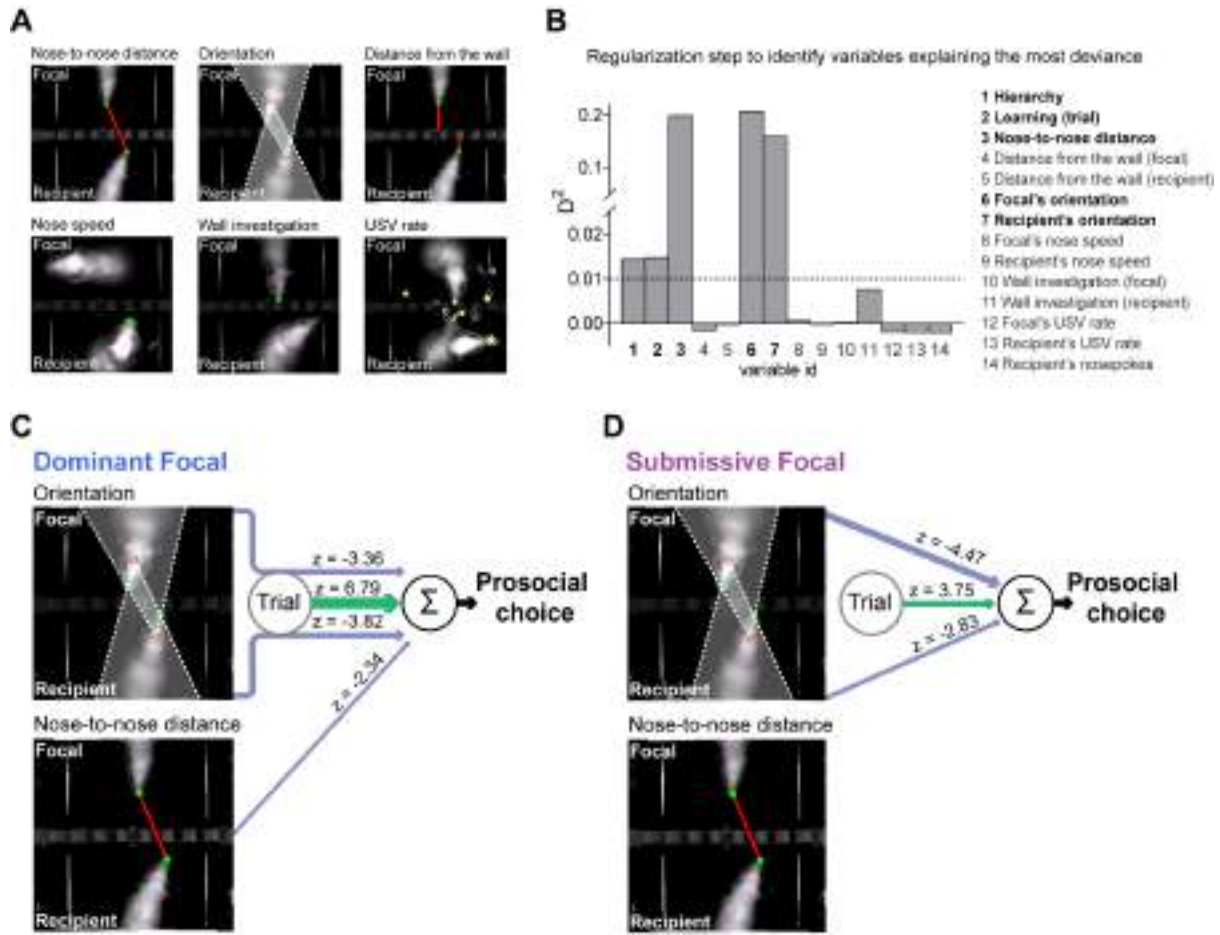 A
Nose-to-nose distance
Focal
Recipient
Orientation
Focal
Recipient
Distance from the wall
Focal
Recipient
Nose speed
Focal
Recipient
Wall investigation
Focal
Recipient
USV rate
Focal
Recipient
B
Regularization step to identify variables explaining the most deviance
D²
0.2
0.1
0.02
0.01
0.00
1 2 3 4 5 6 7 8 9 10 11 12 13 14
variable id
1 Hierarchy
2 Learning (trial)
3 Nose-to-nose distance
4 Distance from the wall (focal)
5 Distance from the wall (recipient)
6 Focal's orientation
7 Recipient's orientation
8 Focal's nose speed
9 Recipient's nose speed
10 Wall investigation (focal)
11 Wall investigation (recipient)
12 Focal's USV rate
13 Recipient's USV rate
14 Recipient's nosepokes
C
Dominant Focal
Orientation
Focal
Recipient
z = -3.36
Trial
z = 6.79
z = -3.82
z = -2.34
Σ
Prosocial
choice
Nose-to-nose distance
Focal
Recipient
D
Submissive Focal
Orientation
Focal
Recipient
z = -4.47
Trial
z = 3.75
z = -2.83
Σ
Prosocial
choice
Nose-to-nose distance
Focal
Recipient